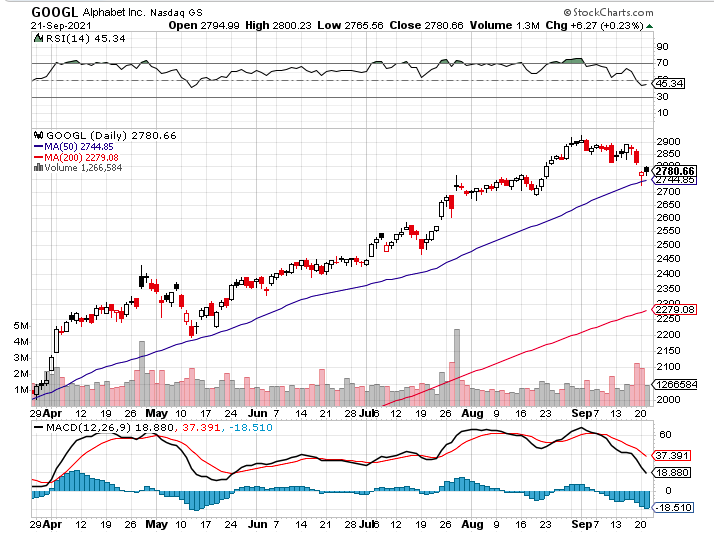 GOOGL Alphabet Inc. Nasdaq GS © StockCharts.com
21-Sep-2021 Open 2794.99 High 2800.23 Low 2765.56 Close 2780.66 Volume 1.3M Chg +6.27 (+0.23%)
RSI(14) 45.34
90
70
50
45.34
30
10
GOOGL (Daily) 2780.66
MA(50) 2744.85
MA(200) 2279.08
Volume 1,266,584
2900
2850
2780.66
2744.85
2700
2650
2600
2550
2500
2450
2400
2350
2279.08
2250
2200
2150
2100
2000
5M
4M
3M
2M
1M
1266584
29 Apr 12 19 26 May 10 17 24 Jun 7 14 21 28 Jul 6 12 19 26 Aug 9 16 23 Sep 7 13 20
MACD(12,26,9) 18.880, 37.391, -18.510
60
37.391
18.880
0
-18.510
29 Apr 12 19 26 May 10 17 24 Jun 7 14 21 28 Jul 6 12 19 26 Aug 9 16 23 Sep 7 13 20